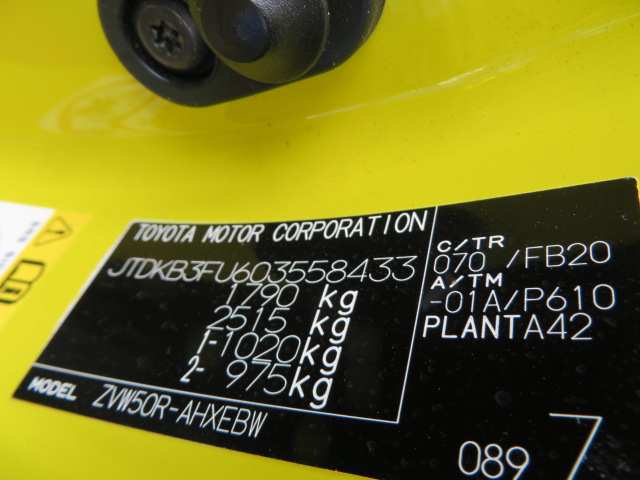 TOYOTA MOTOR CORPORATION
JTDKB3FU603558433
1790 kg
2515 kg
1-1020kg
2- 975kg
MODEL ZVW50R-AHXEBW
C/TR
070 /FB20
A/TM
-01A/P610
PLANTA42
089 7